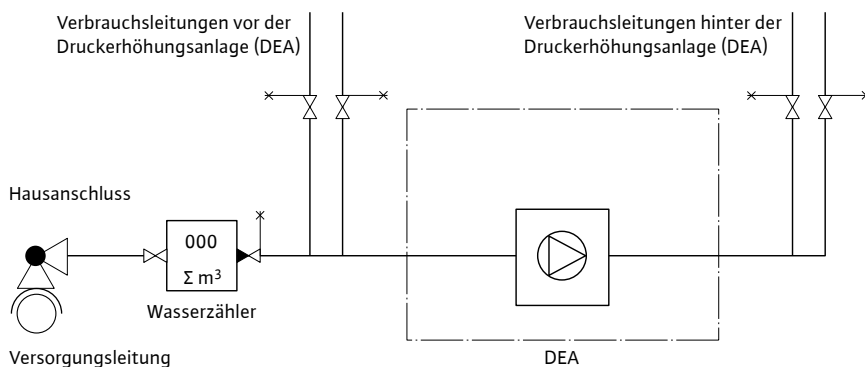 Verbrauchsleitungen vor der
Druckerhöhungsanlage (DEA)
Verbrauchsleitungen hinter der
Druckerhöhungsanlage (DEA)
Hausanschluss
000
Σ m³
Wasserzähler
Versorgungsleitung
DEA